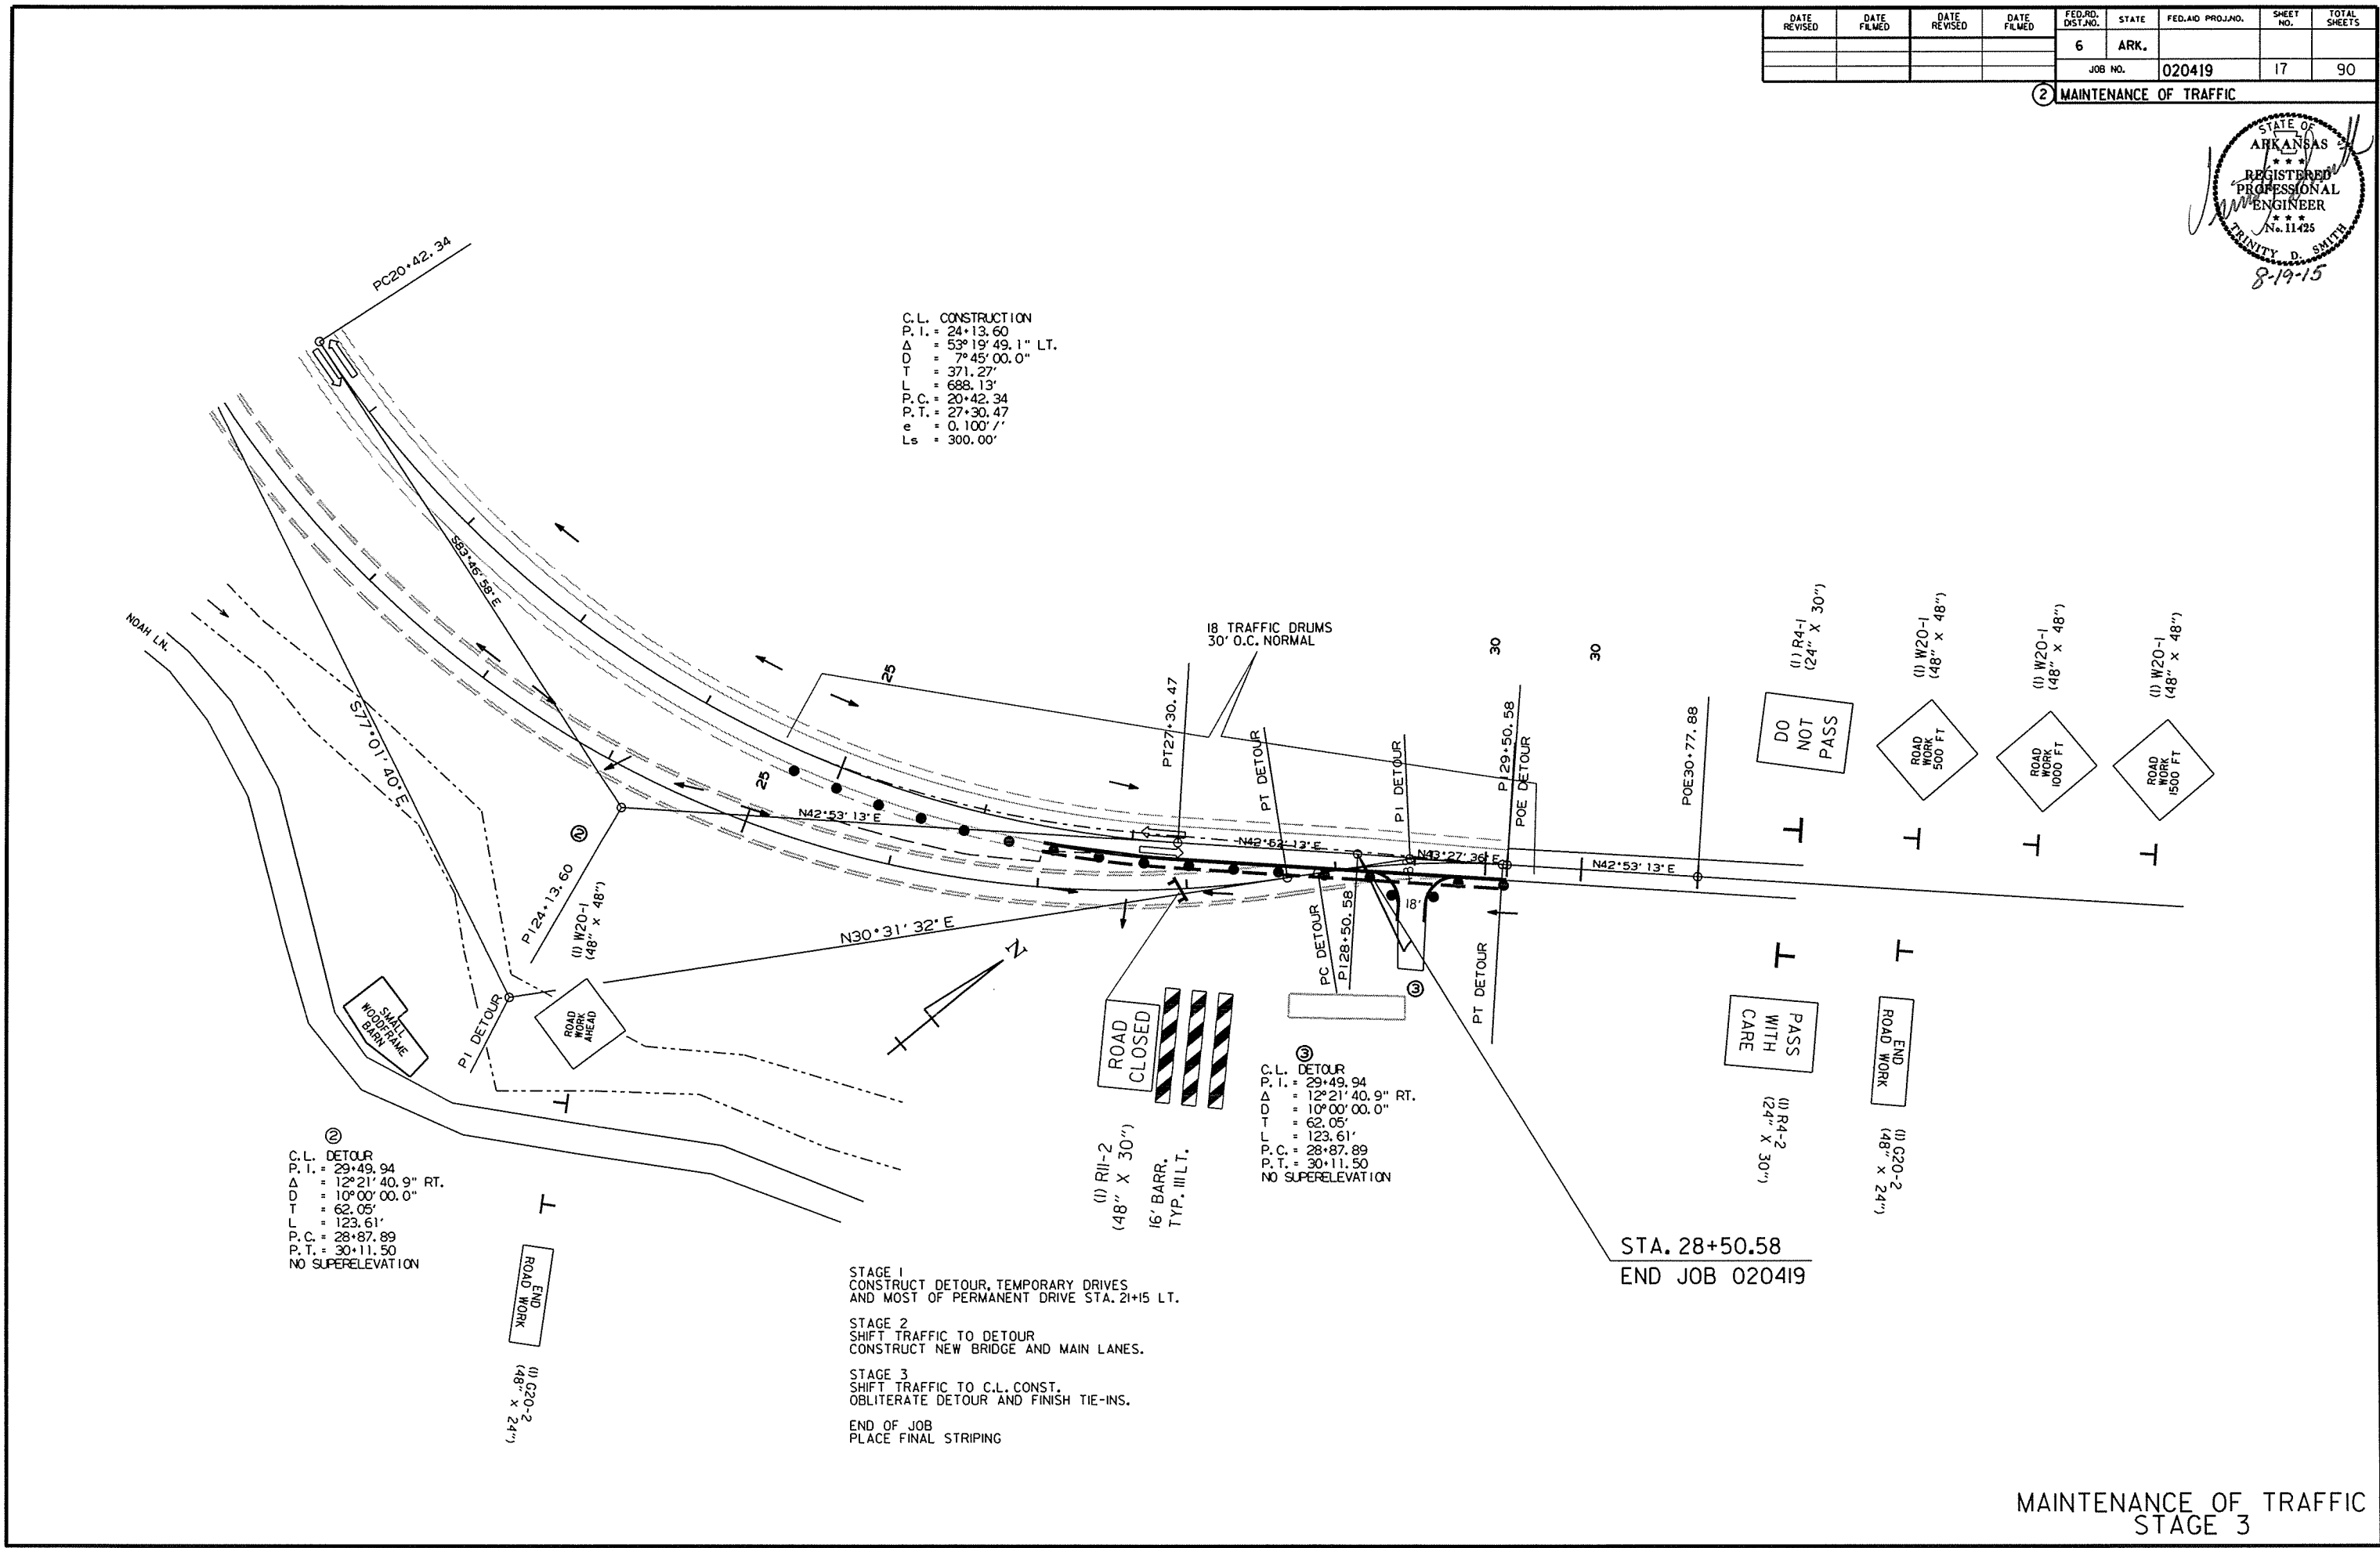 DATE REVISED
DATE FILMED
DATE REVISED
DATE FILMED
FED.RD. DIST.NO.
STATE
FED.AID PROJ.NO.
SHEET NO.
TOTAL SHEETS
6
ARK.
JOB NO.
020419
17
90
② MAINTENANCE OF TRAFFIC
STATE OF
ARKANSAS
★ ★ ★
REGISTERED
PROFESSIONAL
ENGINEER
★ ★ ★
No. 11425
TRINITY D. SMITH
8-19-15
PC20+42.34
C.L. CONSTRUCTION
P.I. = 24+13.60
Δ = 53°19'49.1" LT.
D = 7°45'00.0"
T = 371.27'
L = 688.13'
P.C. = 20+42.34
P.T. = 27+30.47
e = 0.100'/'
Ls = 300.00'
S83°46'58"E
NOAH LN.
S77°01'40"E
18 TRAFFIC DRUMS
30' O.C. NORMAL
25
25
30
30
PT27+30.47
PT DETOUR
PI DETOUR
PI29+50.58
POE DETOUR
POE30+77.88
(1) R4-1
(24" X 30")
DO
NOT
PASS
(1) W20-1
(48" X 48")
ROAD
WORK
500 FT
(1) W20-1
(48" X 48")
ROAD
WORK
1000 FT
(1) W20-1
(48" X 48")
ROAD
WORK
1500 FT
N42°53'13"E
N42°52'13"E
N43°27'36"E
N42°53'13"E
②
PI24+13.60
(1) W20-1
(48" X 48")
N30°31'32"E
N
18'
18'
PC DETOUR
PI28+50.58
③
PT DETOUR
SMALL
WOODFRAME
BARN
PI DETOUR
ROAD
WORK
AHEAD
ROAD
CLOSED
(1) R11-2
(48" X 30")
16' BARR.
TYP. III LT.
③
C.L. DETOUR
P.I. = 29+49.94
Δ = 12°21'40.9" RT.
D = 10°00'00.0"
T = 62.05'
L = 123.61'
P.C. = 28+87.89
P.T. = 30+11.50
NO SUPERELEVATION
PASS
WITH
CARE
(1) R4-2
(24" X 30")
END
ROAD WORK
(1) G20-2
(48" X 24")
②
C.L. DETOUR
P.I. = 29+49.94
Δ = 12°21'40.9" RT.
D = 10°00'00.0"
T = 62.05'
L = 123.61'
P.C. = 28+87.89
P.T. = 30+11.50
NO SUPERELEVATION
END
ROAD WORK
(1) G20-2
(48" X 24")
STA. 28+50.58
END JOB 020419
STAGE 1
CONSTRUCT DETOUR, TEMPORARY DRIVES
AND MOST OF PERMANENT DRIVE STA. 21+15 LT.
STAGE 2
SHIFT TRAFFIC TO DETOUR
CONSTRUCT NEW BRIDGE AND MAIN LANES.
STAGE 3
SHIFT TRAFFIC TO C.L. CONST.
OBLITERATE DETOUR AND FINISH TIE-INS.
END OF JOB
PLACE FINAL STRIPING
MAINTENANCE OF TRAFFIC
STAGE 3